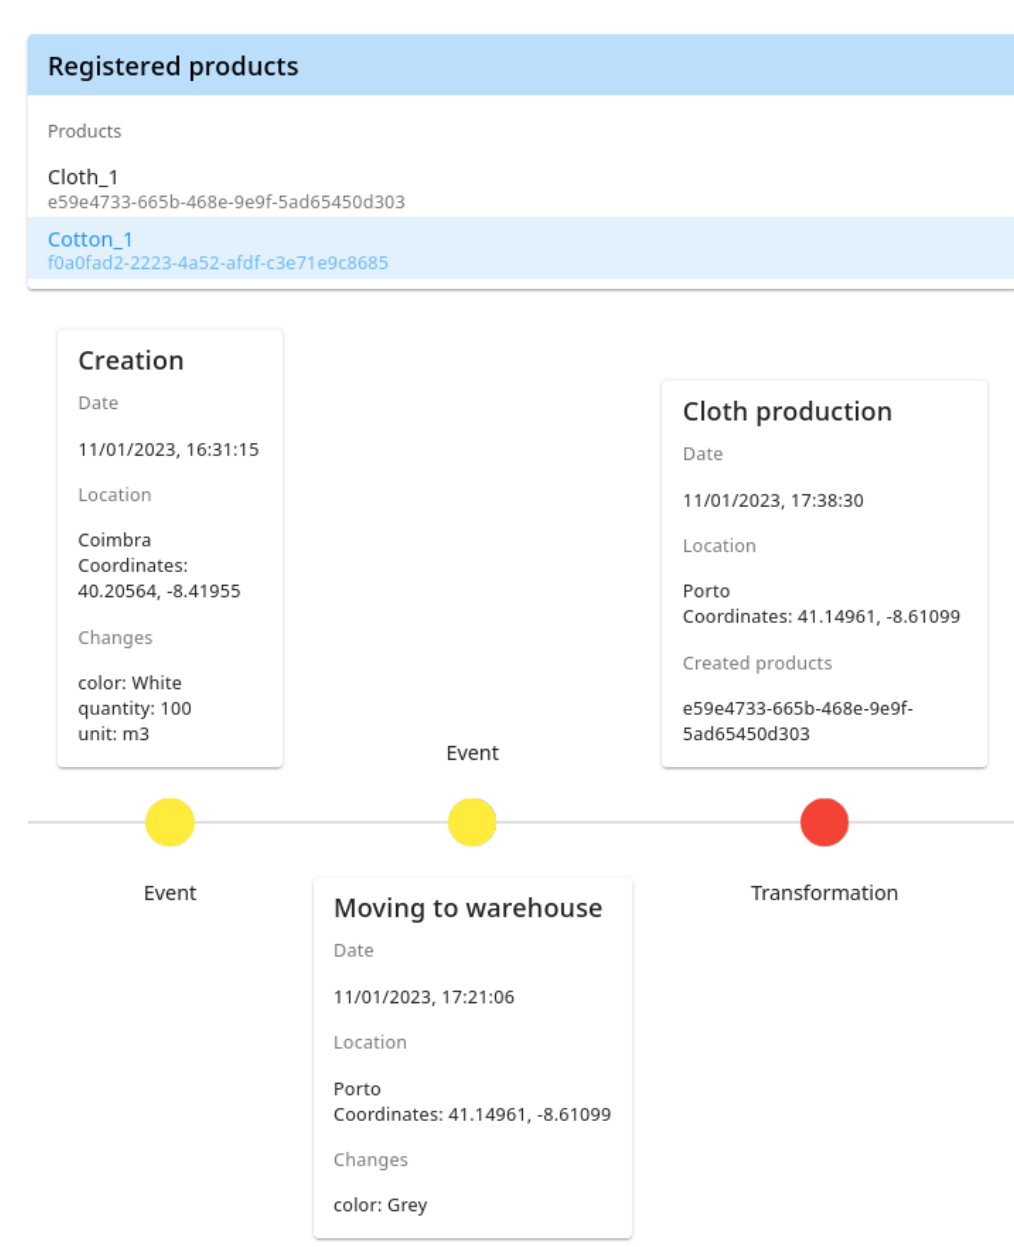 Registered products
Products
Cloth_1
e59e4733-665b-468e-9e9f-5ad65450d303
Cotton_1
f0a0fad2-2223-4a52-afdf-c3e71e9c8685
Creation
Date
11/01/2023, 16:31:15
Location
Coimbra
Coordinates:
40.20564, -8.41955
Changes
color: White
quantity: 100
unit: m3
Event
Event
Moving to warehouse
Date
11/01/2023, 17:21:06
Location
Porto
Coordinates: 41.14961, -8.61099
Changes
color: Grey
Cloth production
Date
11/01/2023, 17:38:30
Location
Porto
Coordinates: 41.14961, -8.61099
Created products
e59e4733-665b-468e-9e9f-
5ad65450d303
Transformation